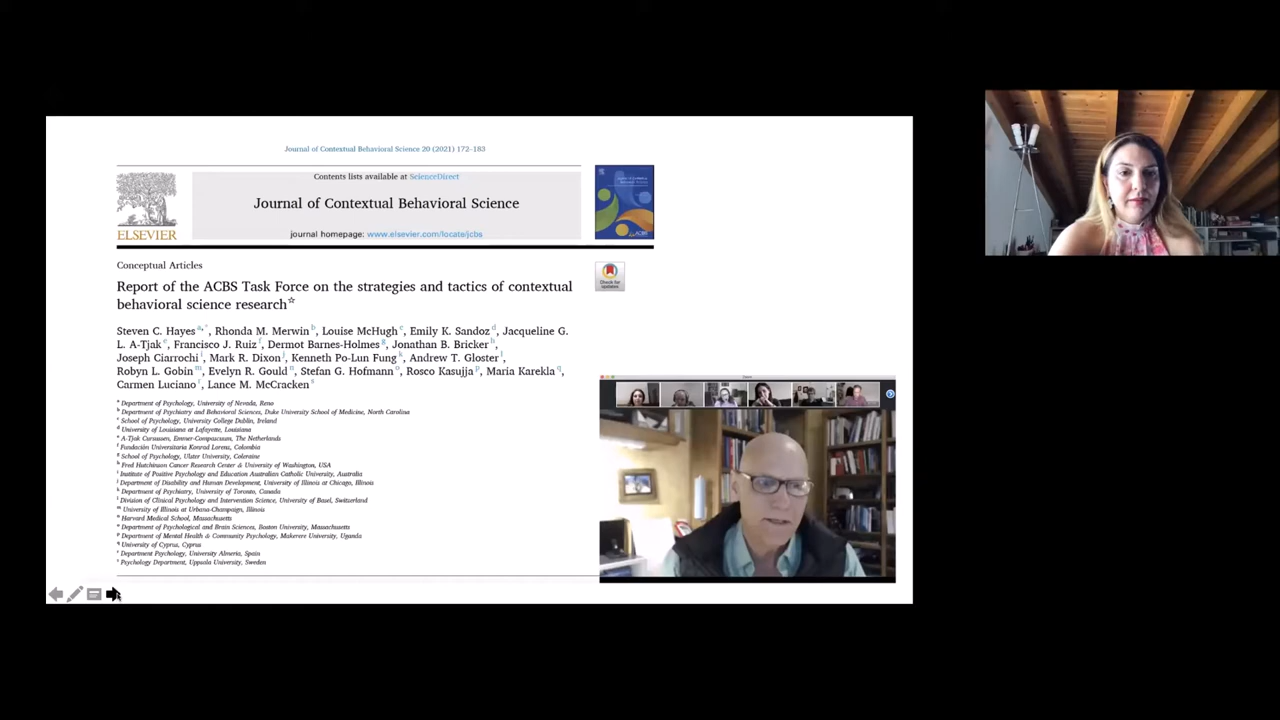 Journal of Contextual Behavioral Science 20 (2021) 172–183
Contents lists available at ScienceDirect
Journal of Contextual Behavioral Science
journal homepage: www.elsevier.com/locate/jcbs
ELSEVIER
Conceptual Articles
Check for
updates
Report of the ACBS Task Force on the strategies and tactics of contextual
behavioral science research☆
Steven C. Hayes a,*, Rhonda M. Merwin b, Louise McHugh c, Emily K. Sandoz d, Jacqueline G.
L. A-Tjak e, Francisco J. Ruiz f, Dermot Barnes-Holmes g, Jonathan B. Bricker h,
Joseph Ciarrochi i, Mark R. Dixon j, Kenneth Po-Lun Fung k, Andrew T. Gloster l,
Robyn L. Gobin m, Evelyn R. Gould n, Stefan G. Hofmann o, Rosco Kasujja p, Maria Karekla q,
Carmen Luciano r, Lance M. McCracken s
a Department of Psychology, University of Nevada, Reno
b Department of Psychiatry and Behavioral Sciences, Duke University School of Medicine, North Carolina
c School of Psychology, University College Dublin, Ireland
d University of Louisiana at Lafayette, Louisiana
e A-Tjak Cursussen, Emmer-Compascuum, The Netherlands
f Fundación Universitaria Konrad Lorenz, Colombia
g School of Psychology, Ulster University, Coleraine
h Fred Hutchinson Cancer Research Center & University of Washington, USA
i Institute of Positive Psychology and Education Australian Catholic University, Australia
j Department of Disability and Human Development, University of Illinois at Chicago, Illinois
k Department of Psychiatry, University of Toronto, Canada
l Division of Clinical Psychology and Intervention Science, University of Basel, Switzerland
m University of Illinois at Urbana-Champaign, Illinois
n Harvard Medical School, Massachusetts
o Department of Psychological and Brain Sciences, Boston University, Massachusetts
p Department of Mental Health & Community Psychology, Makerere University, Uganda
q University of Cyprus, Cyprus
r Department Psychology, University Almeria, Spain
s Psychology Department, Uppsula University, Sweden